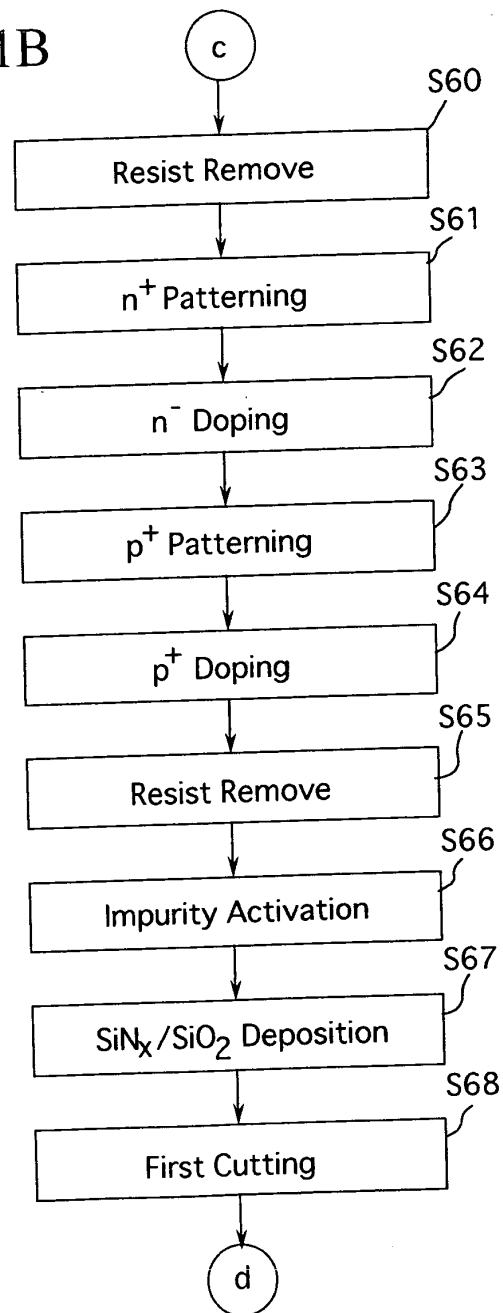 1B
c
S60
Resist Remove
S61
n⁺ Patterning
S62
n⁻ Doping
S63
p⁺ Patterning
S64
p⁺ Doping
S65
Resist Remove
S66
Impurity Activation
S67
SiNₓ/SiO₂ Deposition
S68
First Cutting
d